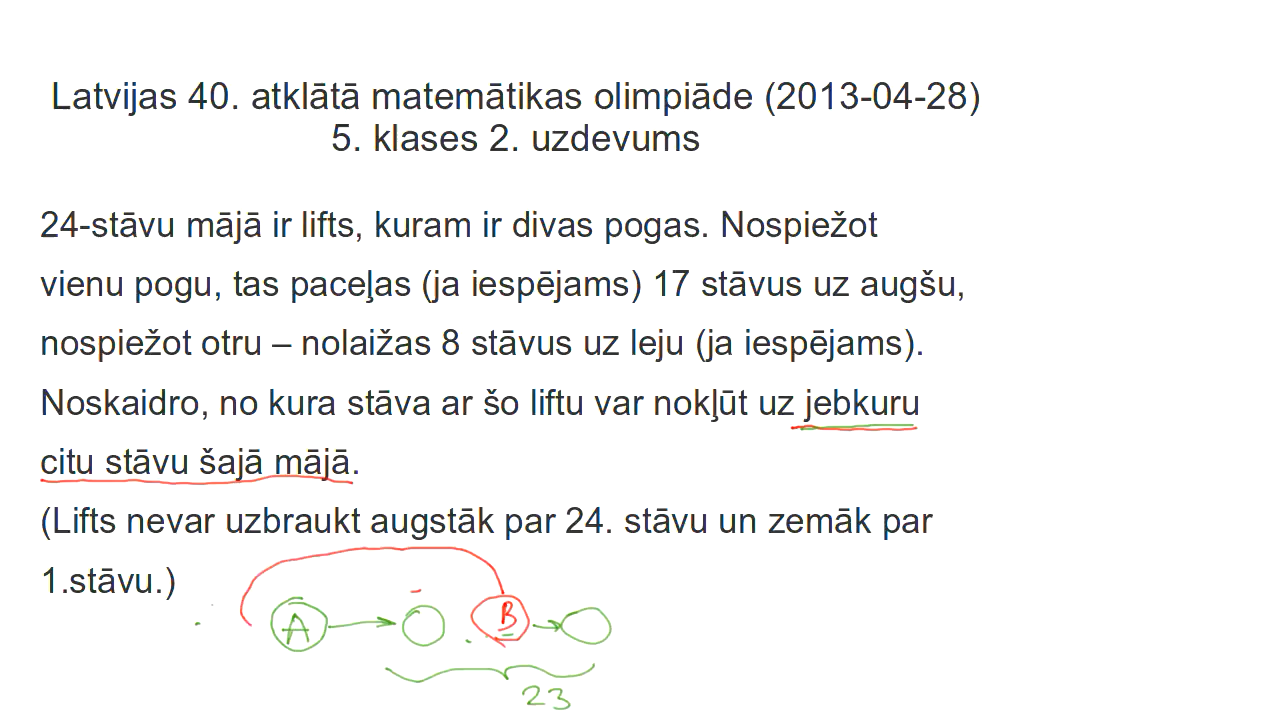 Latvijas 40. atklātā matemātikas olimpiāde (2013-04-28)
5. klases 2. uzdevums
24-stāvu mājā ir lifts, kuram ir divas pogas. Nospiežot
vienu pogu, tas paceļas (ja iespējams) 17 stāvus uz augšu,
nospiežot otru – nolaižas 8 stāvus uz leju (ja iespējams).
Noskaidro, no kura stāva ar šo liftu var nokļūt uz jebkuru
citu stāvu šajā mājā.
(Lifts nevar uzbraukt augstāk par 24. stāvu un zemāk par
1.stāvu.)
A B
23